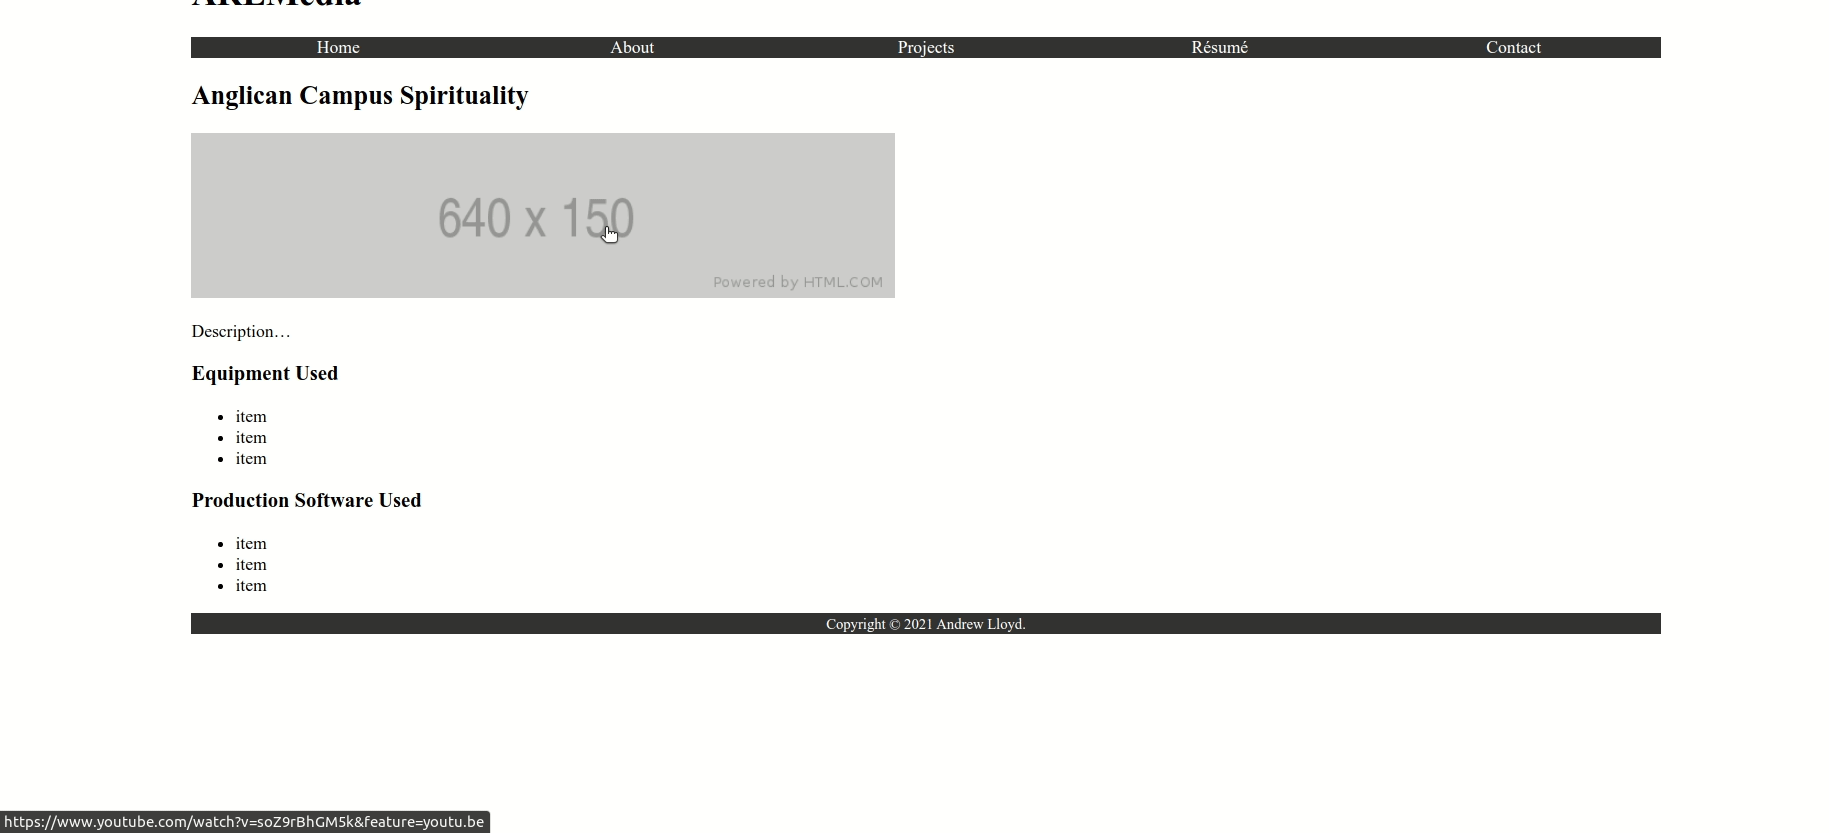 ARLMedia
Home About Projects Résumé Contact
Anglican Campus Spirituality
640 x 150
Powered by HTML.COM
Description…
Equipment Used
item
item
item
Production Software Used
item
item
item
Copyright © 2021 Andrew Lloyd.
https://www.youtube.com/watch?v=soZ9rBhGM5k&feature=youtu.be